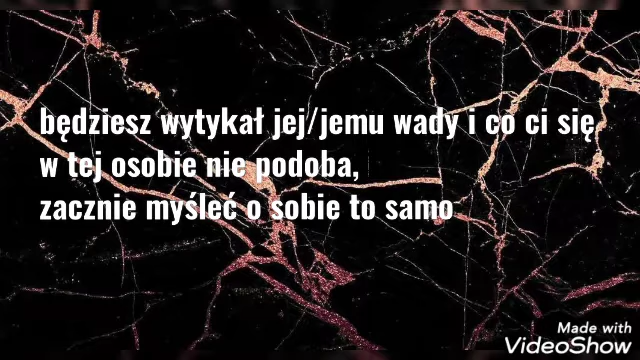 będziesz wytykał jej/jemu wady i co ci się
w tej osobie nie podoba,
zacznie myśleć o sobie to samo
Made with
VideoShow